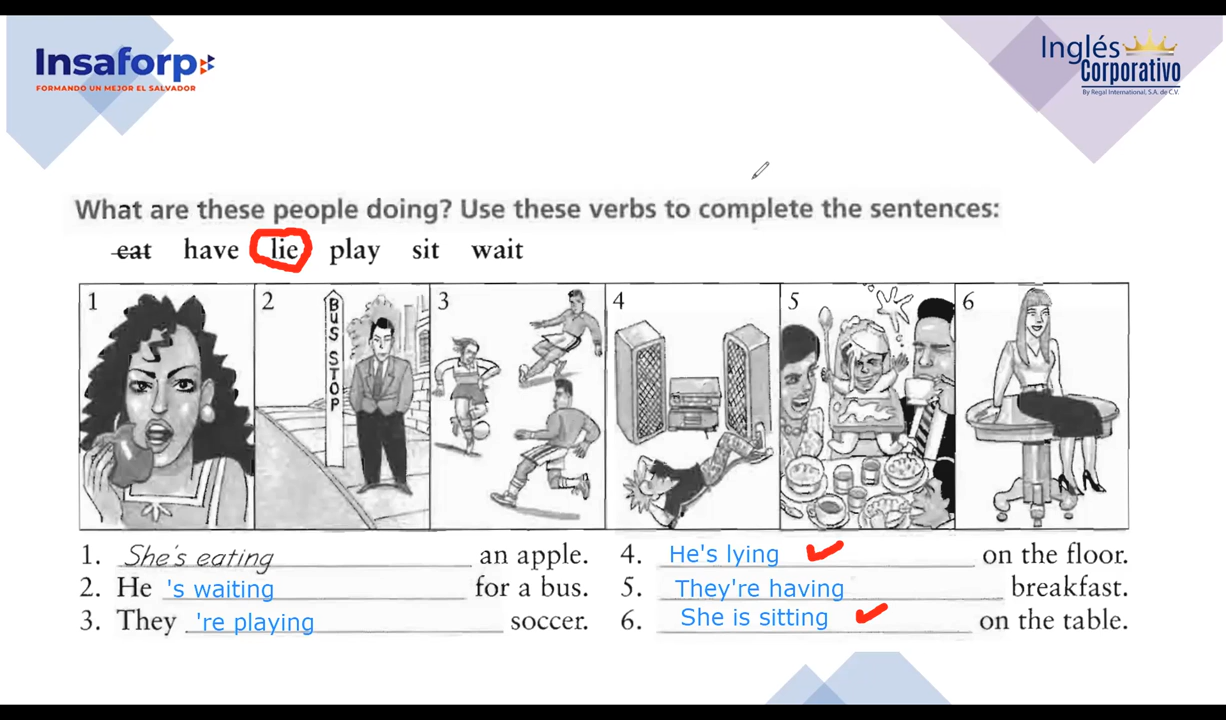 Insaforp
FORMANDO UN MEJOR EL SALVADOR
Inglés
Corporativo
By Regal International, S.A. de C.V.
What are these people doing? Use these verbs to complete the sentences:
eat have lie play sit wait
1 2 3 4 5 6
BUS STOP
1. She's eating an apple.
2. He 's waiting for a bus.
3. They 're playing soccer.
4. He's lying on the floor.
5. They're having breakfast.
6. She is sitting on the table.